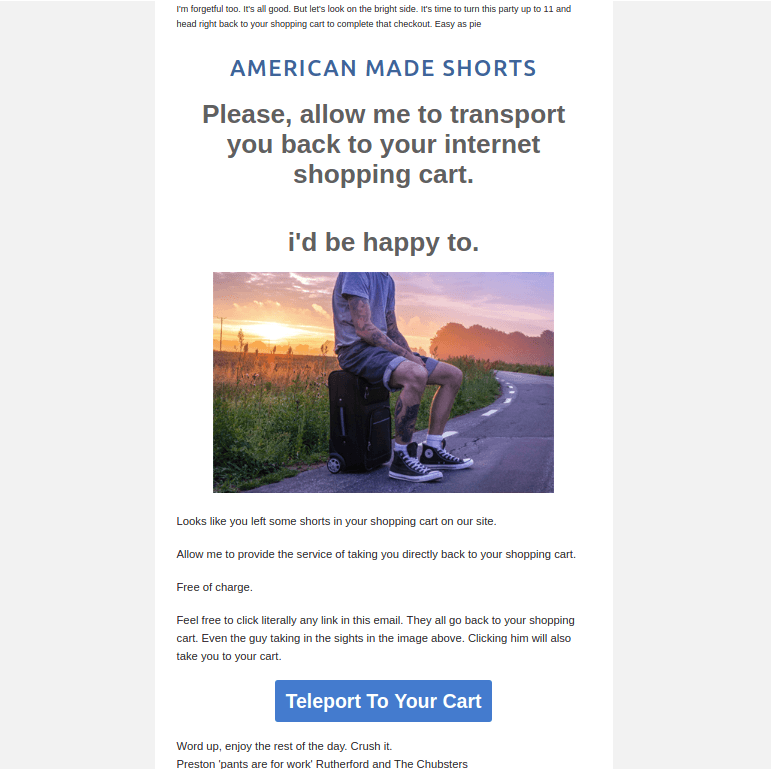 I'm forgetful too. It's all good. But let's look on the bright side. It's time to turn this party up to 11 and
head right back to your shopping cart to complete that checkout. Easy as pie
AMERICAN MADE SHORTS
Please, allow me to transport
you back to your internet
shopping cart.
i'd be happy to.
Looks like you left some shorts in your shopping cart on our site.
Allow me to provide the service of taking you directly back to your shopping cart.
Free of charge.
Feel free to click literally any link in this email. They all go back to your shopping
cart. Even the guy taking in the sights in the image above. Clicking him will also
take you to your cart.
Teleport To Your Cart
Word up, enjoy the rest of the day. Crush it.
Preston 'pants are for work' Rutherford and The Chubsters